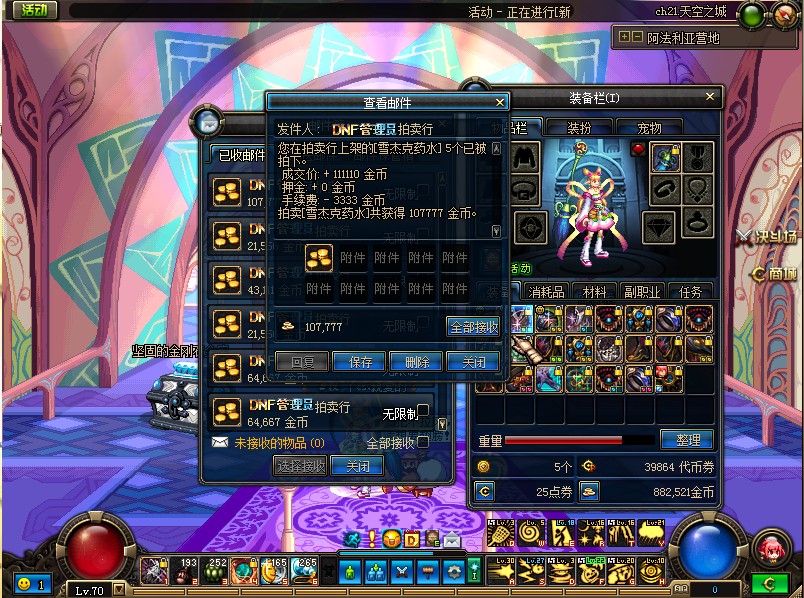 活动
活动 - 正在进行[新
ch21.天空之城
阿法利亚营地
查看邮件
发件人: DNF管理员拍卖行
您在拍卖行上架的[雪杰克药水] 5个已被
拍下。
成交价: + 111110 金币
押金: + 0 金币
手续费: - 3333 金币
拍卖[雪杰克药水]共获得 107777 金币。
附件 附件 附件 附件
附件 附件 附件 附件 附件
107,777
全部接收
回复 保存 删除 关闭
已收邮件
DNF管理员拍卖行
64,667 金币
无限制
未接收的物品 (0)
全部接收
选择接收 关闭
装备栏(I)
装扮 宠物
活动
消耗品 材料 副职业 任务
重量
整理
5个
39864 代币券
25点券
882,521金币
决斗场
商城
坚固的金刚
193 252 165 265
Lv.70
1
0